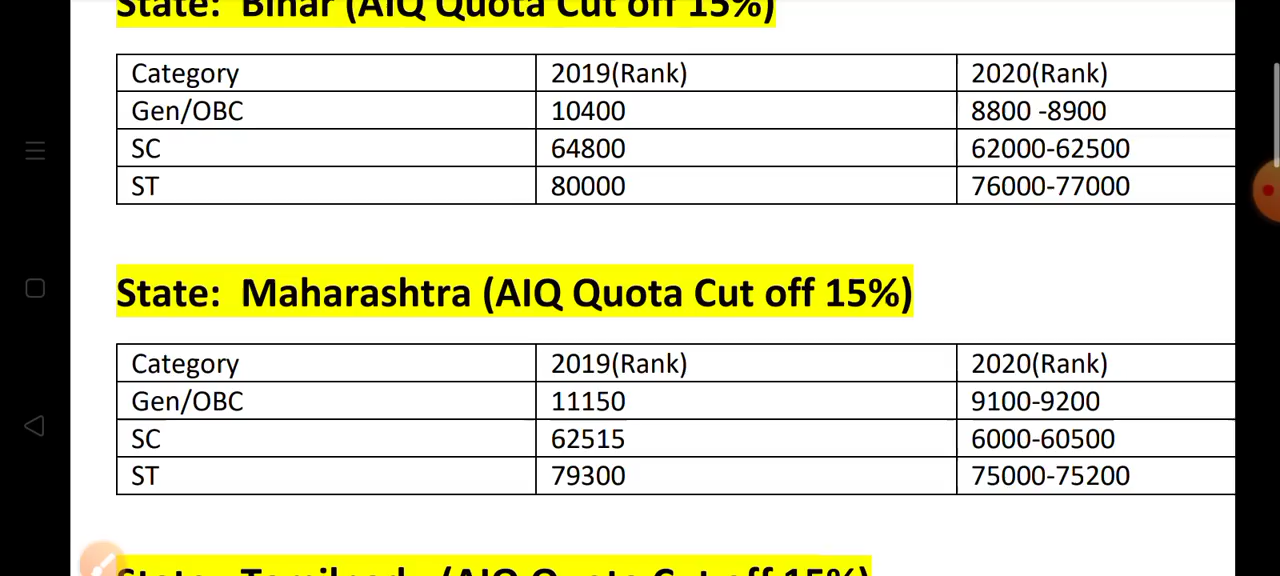 State: Bihar (AIQ Quota Cut off 15%)
Category 2019(Rank) 2020(Rank)
Gen/OBC 10400 8800 -8900
SC 64800 62000-62500
ST 80000 76000-77000
State: Maharashtra (AIQ Quota Cut off 15%)
Category 2019(Rank) 2020(Rank)
Gen/OBC 11150 9100-9200
SC 62515 6000-60500
ST 79300 75000-75200
State: Tamilnadu (AIQ Quota Cut off 15%)